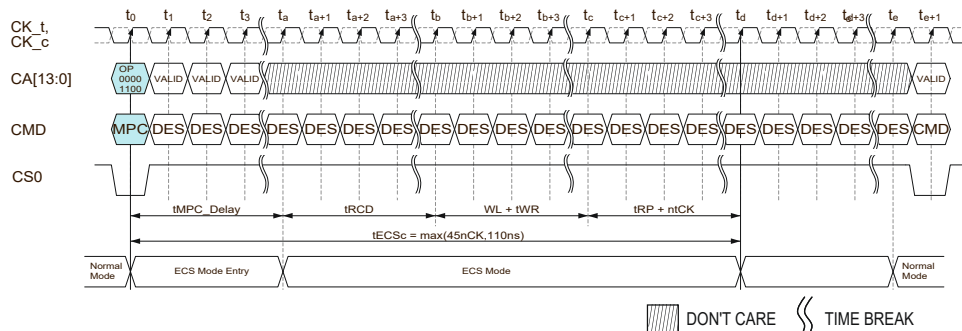 t0 t1 t2 t3 ta ta+1 ta+2 ta+3 tb tb+1 tb+2 tb+3 tc tc+1 tc+2 tc+3 td td+1 td+2 td+3 te te+1
CK_t,
CK_c
CA[13:0] OP 0000 1100 VALID VALID VALID VALID
CMD MPC DES DES DES DES DES DES DES DES DES DES DES DES DES DES DES DES DES DES DES DES CMD
CS0
tMPC_Delay tRCD WL + tWR tRP + ntCK
tECSc = max(45nCK,110ns)
Normal Mode ECS Mode Entry ECS Mode Normal Mode
DON'T CARE TIME BREAK